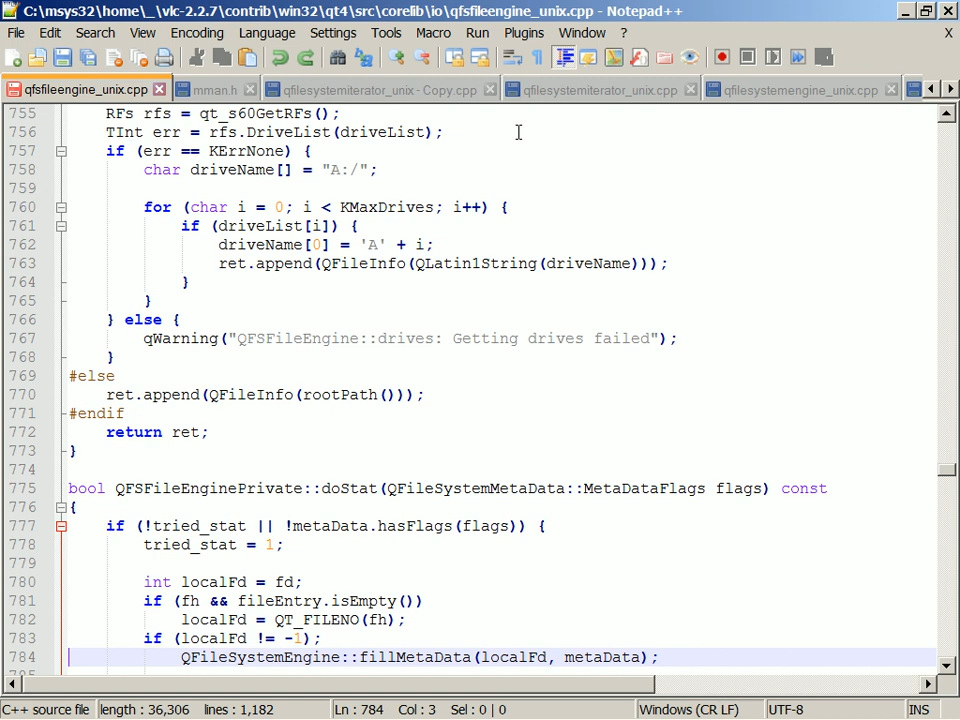 C:\msys32\home\_\vlc-2.2.7\contrib\win32\qt4\src\corelib\io\qfsfileengine_unix.cpp - Notepad++
File Edit Search View Encoding Language Settings Tools Macro Run Plugins Window ? X
qfsfileengine_unix.cpp mman.h qfilesystemiterator_unix - Copy.cpp qfilesystemiterator_unix.cpp qfilesystemengine_unix.cpp
755 RFs rfs = qt_s60GetRFs();
756 TInt err = rfs.DriveList(driveList);
757 if (err == KErrNone) {
758 char driveName[] = "A:/";
759
760 for (char i = 0; i < KMaxDrives; i++) {
761 if (driveList[i]) {
762 driveName[0] = 'A' + i;
763 ret.append(QFileInfo(QLatin1String(driveName)));
764 }
765 }
766 } else {
767 qWarning("QFSFileEngine::drives: Getting drives failed");
768 }
769 #else
770 ret.append(QFileInfo(rootPath()));
771 #endif
772 return ret;
773 }
774
775 bool QFSFileEnginePrivate::doStat(QFileSystemMetaData::MetaDataFlags flags) const
776 {
777 if (!tried_stat || !metaData.hasFlags(flags)) {
778 tried_stat = 1;
779
780 int localFd = fd;
781 if (fh && fileEntry.isEmpty())
782 localFd = QT_FILENO(fh);
783 if (localFd != -1);
784 QFileSystemEngine::fillMetaData(localFd, metaData);
C++ source file length : 36,306 lines : 1,182 Ln : 784 Col : 3 Sel : 0 | 0 Windows (CR LF) UTF-8 INS